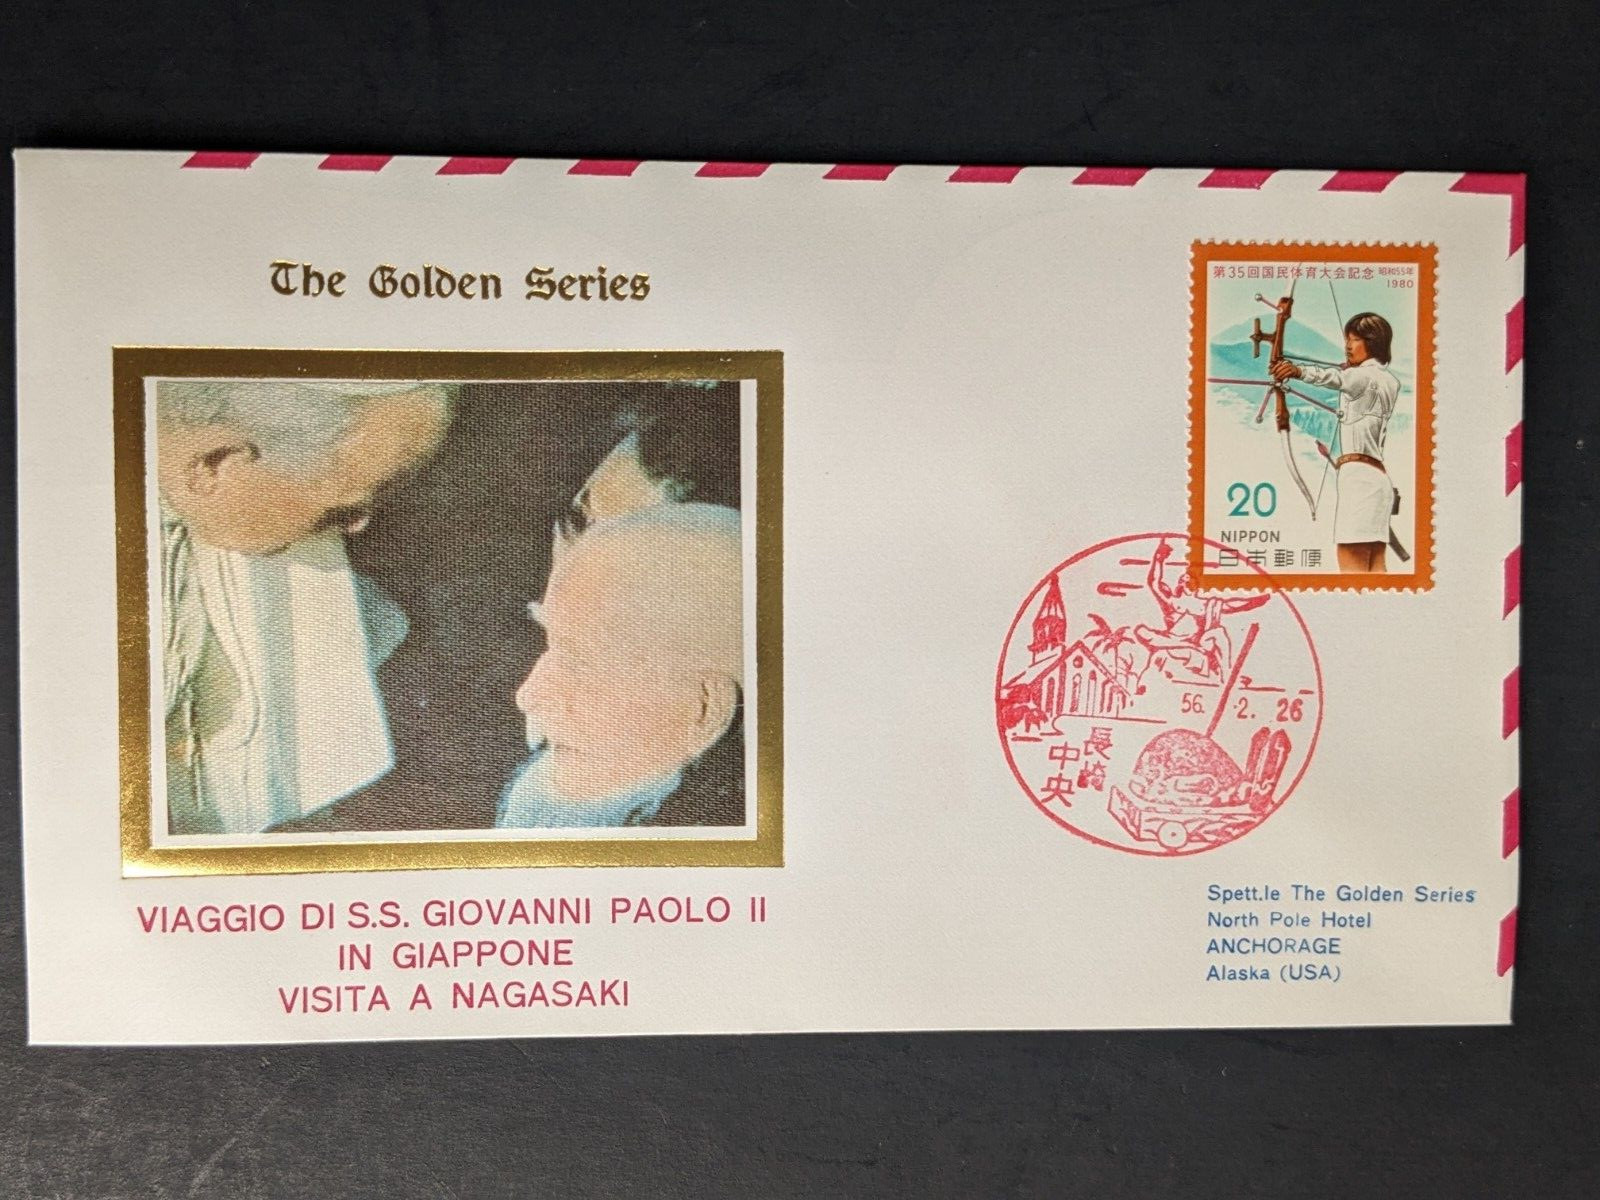 The Golden Series
VIAGGIO DI S.S. GIOVANNI PAOLO II
IN GIAPPONE
VISITA A NAGASAKI
第35回国民体育大会記念 昭和55年
1980
20
NIPPON
日本郵便
56. 2. 26
長崎
中央
Spett.le The Golden Series
North Pole Hotel
ANCHORAGE
Alaska (USA)